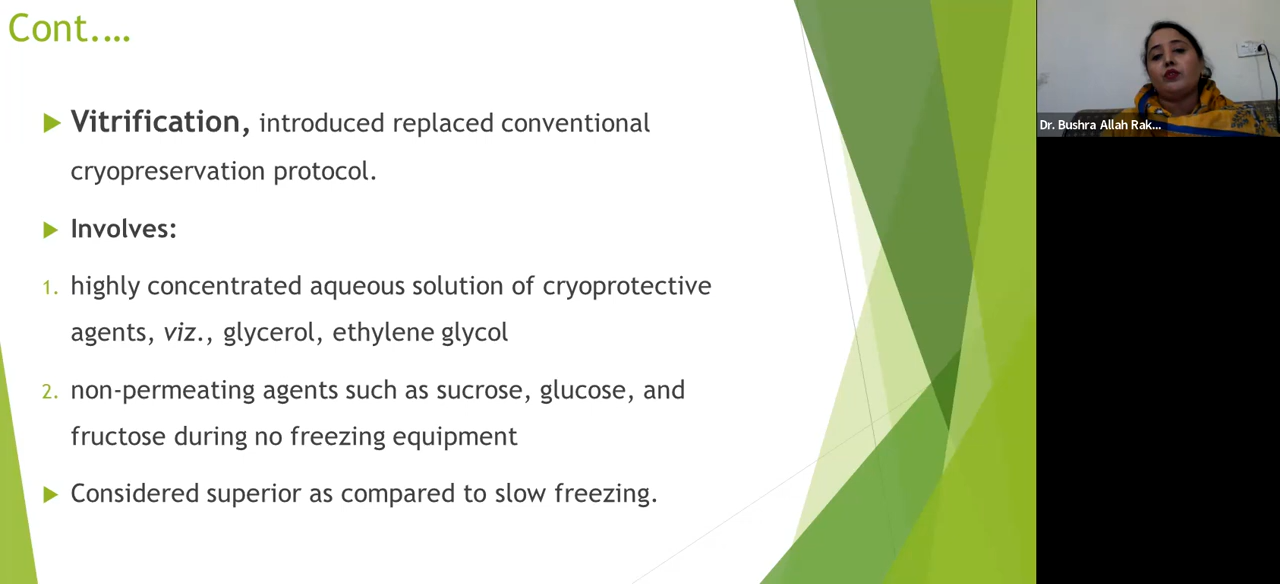 Cont.…
Vitrification, introduced replaced conventional
cryopreservation protocol.
Involves:
1. highly concentrated aqueous solution of cryoprotective
agents, viz., glycerol, ethylene glycol
2. non-permeating agents such as sucrose, glucose, and
fructose during no freezing equipment
Considered superior as compared to slow freezing.
Dr. Bushra Allah Rak...